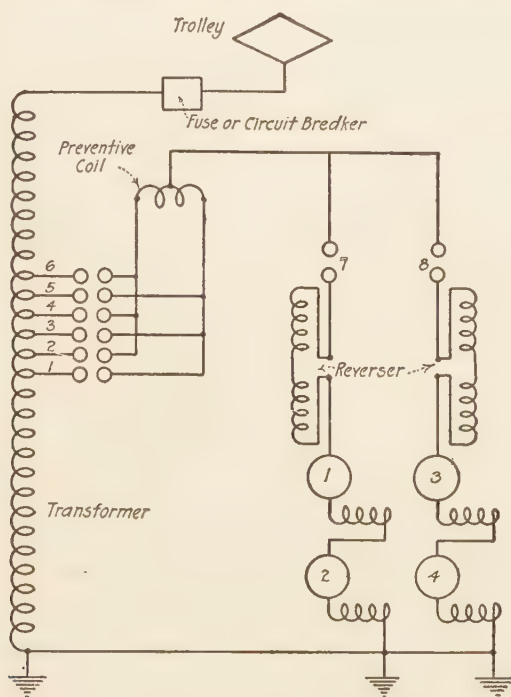 Trolley
Fuse or Circuit Bredker
Preventive
Coil
6
5
4
3
2
1
7
8
Reverser
1
3
Transformer
2
4